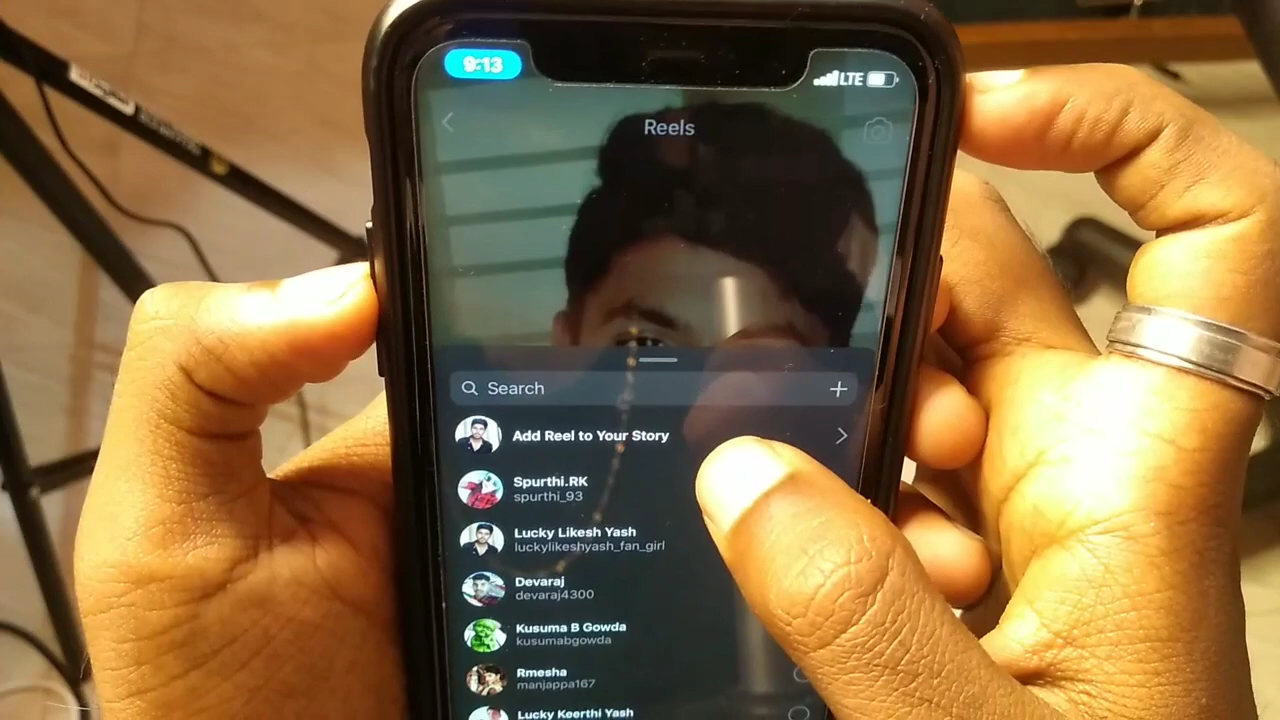 9:13
LTE
Reels
Search
Add Reel to Your Story
Spurthi.RK
spurthi_93
Lucky Likesh Yash
luckylikeshyash_fan_girl
Devaraj
devaraj4300
Kusuma B Gowda
kusumabgowda
Rmesha
manjappa167
Lucky Keerthi Yash